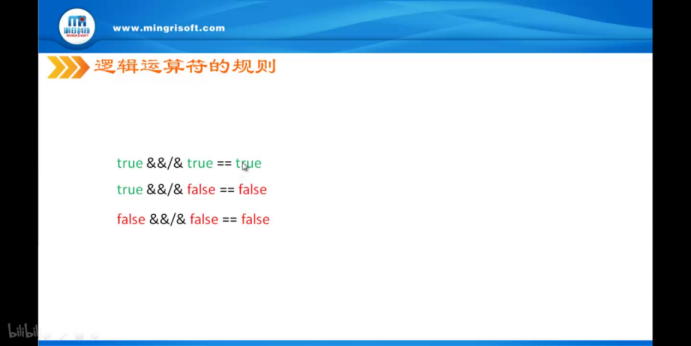 www.mingrisoft.com
逻辑运算符的规则
true &&/& true == true
true &&/& false == false
false &&/& false == false
bilibili